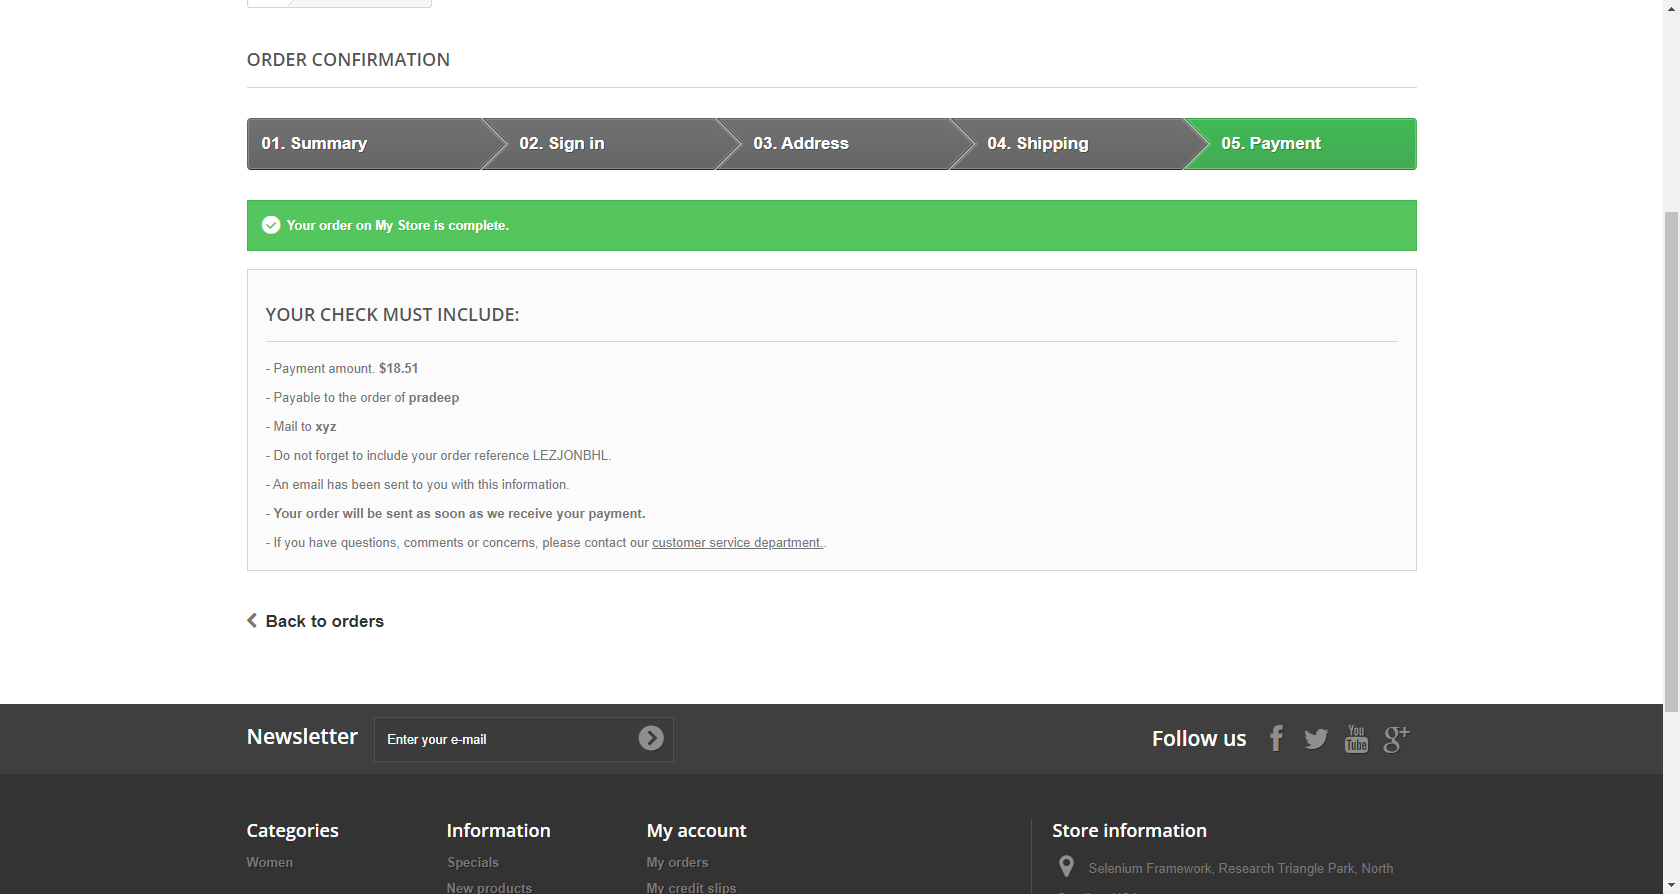 ORDER CONFIRMATION
01. Summary
02. Sign in
03. Address
04. Shipping
05. Payment
Your order on My Store is complete.
YOUR CHECK MUST INCLUDE:
- Payment amount. $18.51
- Payable to the order of pradeep
- Mail to xyz
- Do not forget to include your order reference LEZJONBHL.
- An email has been sent to you with this information.
- Your order will be sent as soon as we receive your payment.
- If you have questions, comments or concerns, please contact our customer service department..
Back to orders
Newsletter
Enter your e-mail
Follow us
You
Tube
g+
Categories
Women
Information
Specials
New products
My account
My orders
My credit slips
Store information
Selenium Framework, Research Triangle Park, North